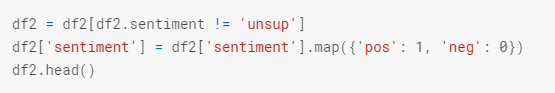 df2 = df2[df2.sentiment != 'unsup']
df2['sentiment'] = df2['sentiment'].map({'pos': 1, 'neg': 0})
df2.head()